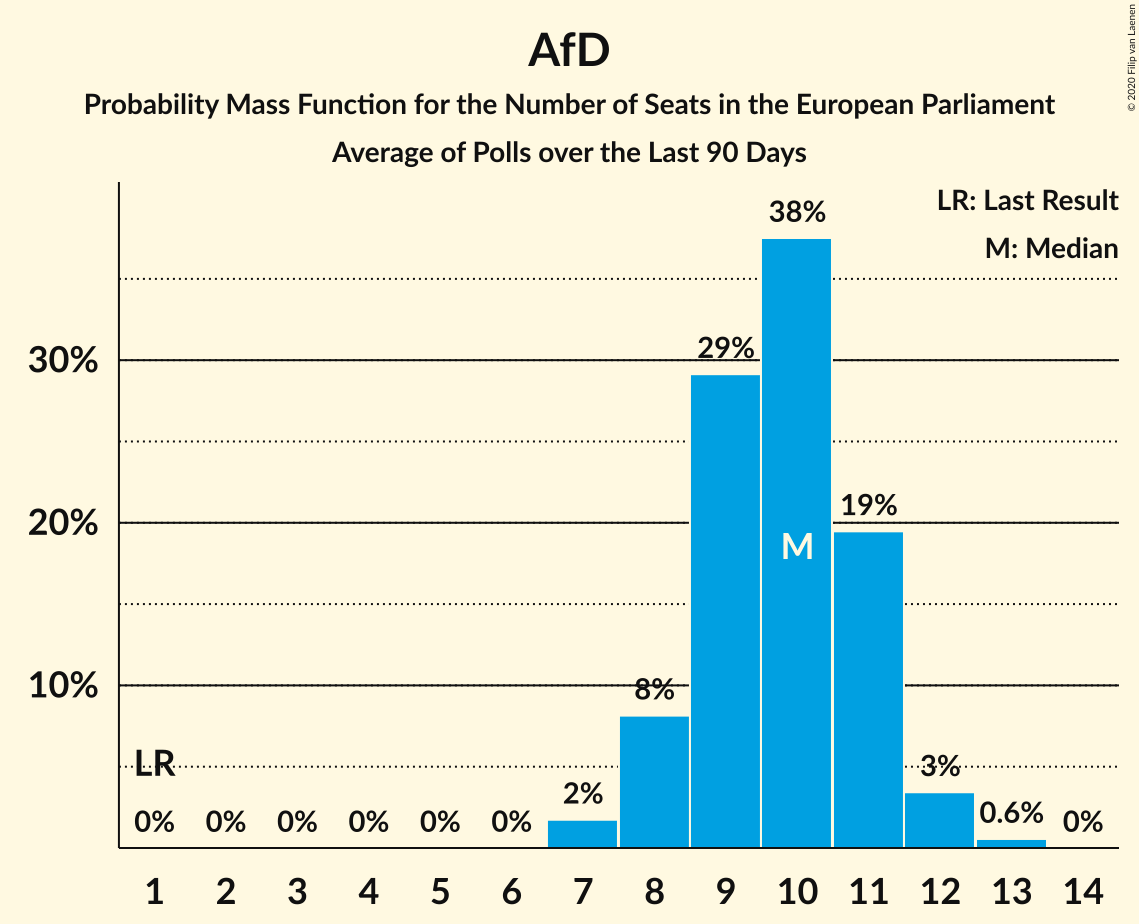 AfD
Probability Mass Function for the Number of Seats in the European Parliament
Average of Polls over the Last 90 Days
© 2020 Filip van Laenen
LR: Last Result
M: Median
38%
29%
30%
19%
20%
M
10%
8%
LR
3%
2%
0.6%
0% 0% 0% 0% 0% 0% 0%
1 2 3 4 5 6 7 8 9 10 11 12 13 14